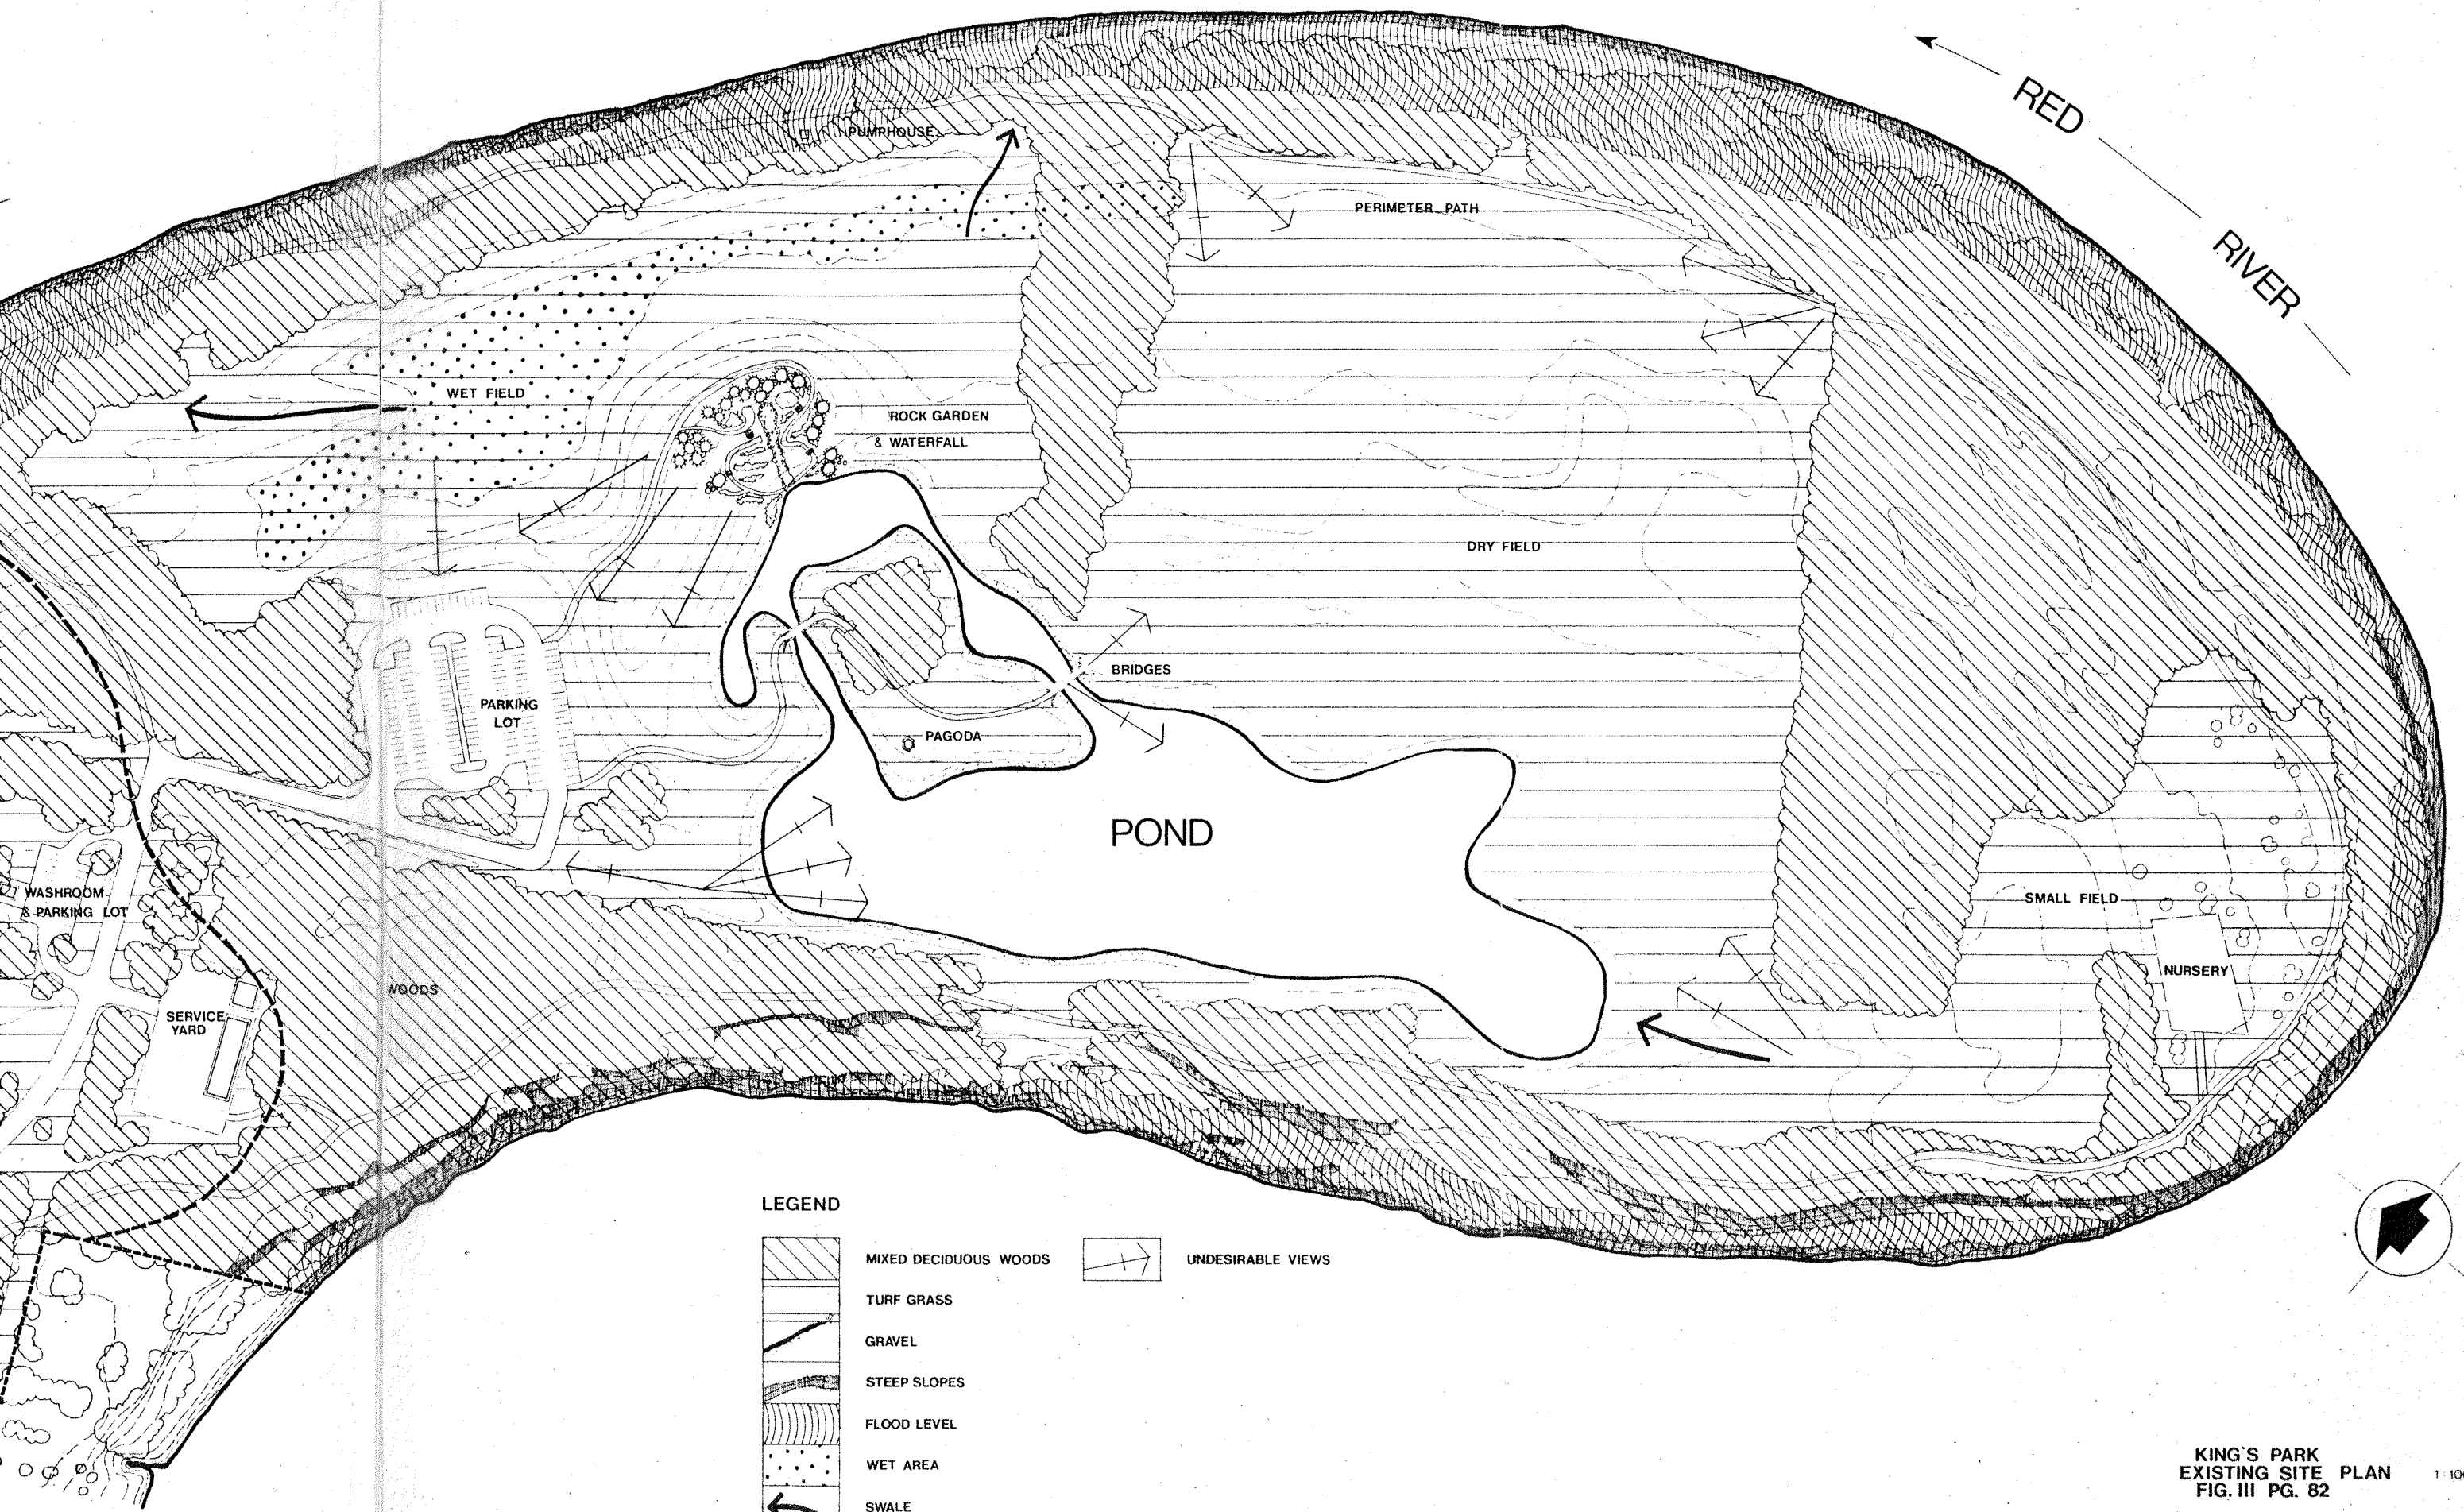 RED
RIVER
PUMPHOUSE
PERIMETER PATH
WET FIELD
ROCK GARDEN
& WATERFALL
DRY FIELD
BRIDGES
PARKING
LOT
PAGODA
POND
WASHROOM
& PARKING LOT
SMALL FIELD
NURSERY
WOODS
SERVICE
YARD
LEGEND
MIXED DECIDUOUS WOODS
UNDESIRABLE VIEWS
TURF GRASS
GRAVEL
STEEP SLOPES
FLOOD LEVEL
WET AREA
SWALE
KING'S PARK
EXISTING SITE PLAN
FIG. III PG. 82